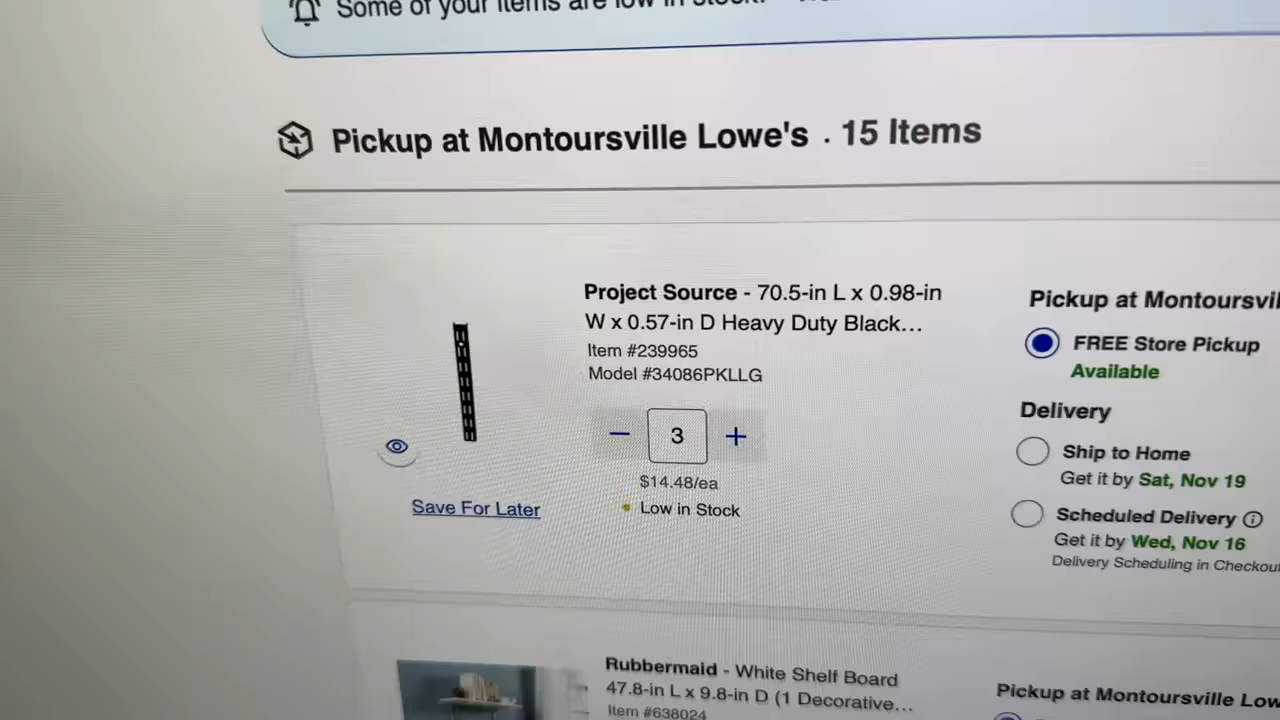 Some of your items are low in stock.
Pickup at Montoursville Lowe's . 15 Items
Project Source - 70.5-in L x 0.98-in
W x 0.57-in D Heavy Duty Black...
Item #239965
Model #34086PKLLG
− 3 +
$14.48/ea
Low in Stock
Save For Later
Pickup at Montoursvil
FREE Store Pickup
Available
Delivery
Ship to Home
Get it by Sat, Nov 19
Scheduled Delivery
Get it by Wed, Nov 16
Delivery Scheduling in Checkou
Rubbermaid - White Shelf Board
47.8-in L x 9.8-in D (1 Decorative...
Item #638024
Pickup at Montoursville Low